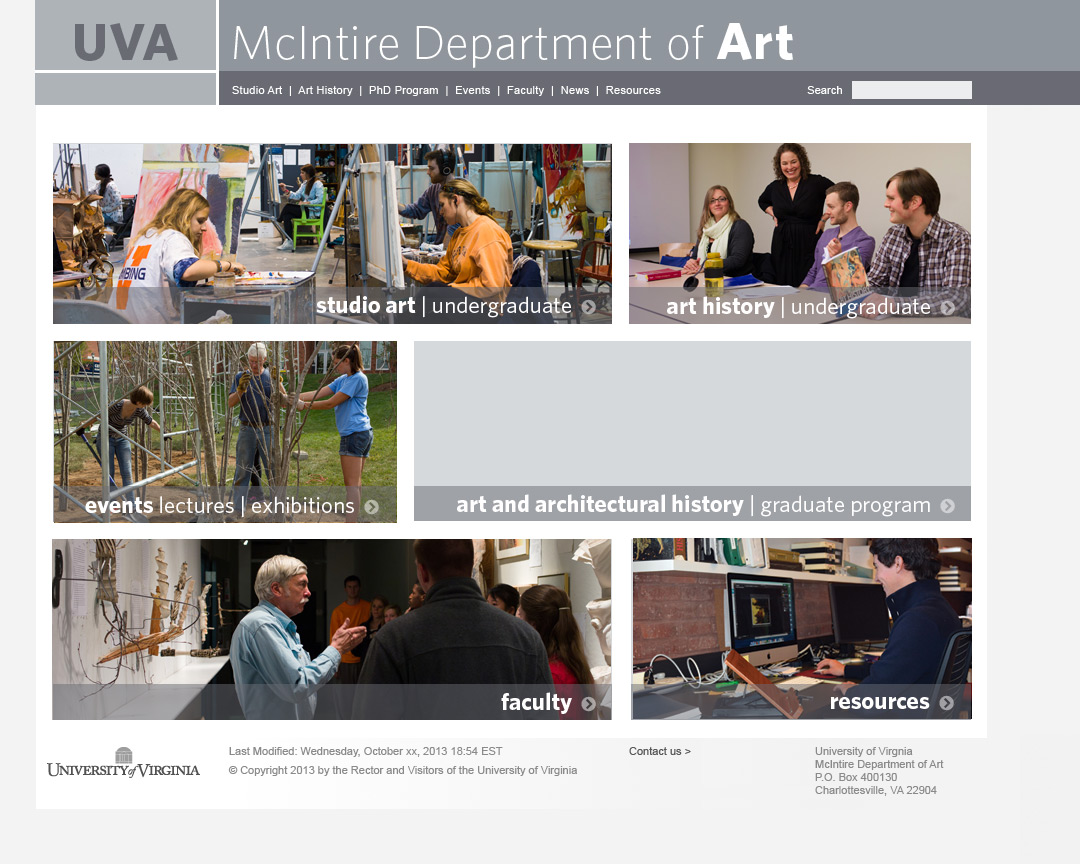 UVA
McIntire Department of Art
Studio Art | Art History | PhD Program | Events | Faculty | News | Resources
Search
studio art | undergraduate
art history | undergraduate
events lectures | exhibitions
art and architectural history | graduate program
faculty
resources
UNIVERSITY of VIRGINIA
Last Modified: Wednesday, October xx, 2013 18:54 EST
© Copyright 2013 by the Rector and Visitors of the University of Virginia
Contact us >
University of Virgnia
McIntire Department of Art
P.O. Box 400130
Charlottesville, VA 22904